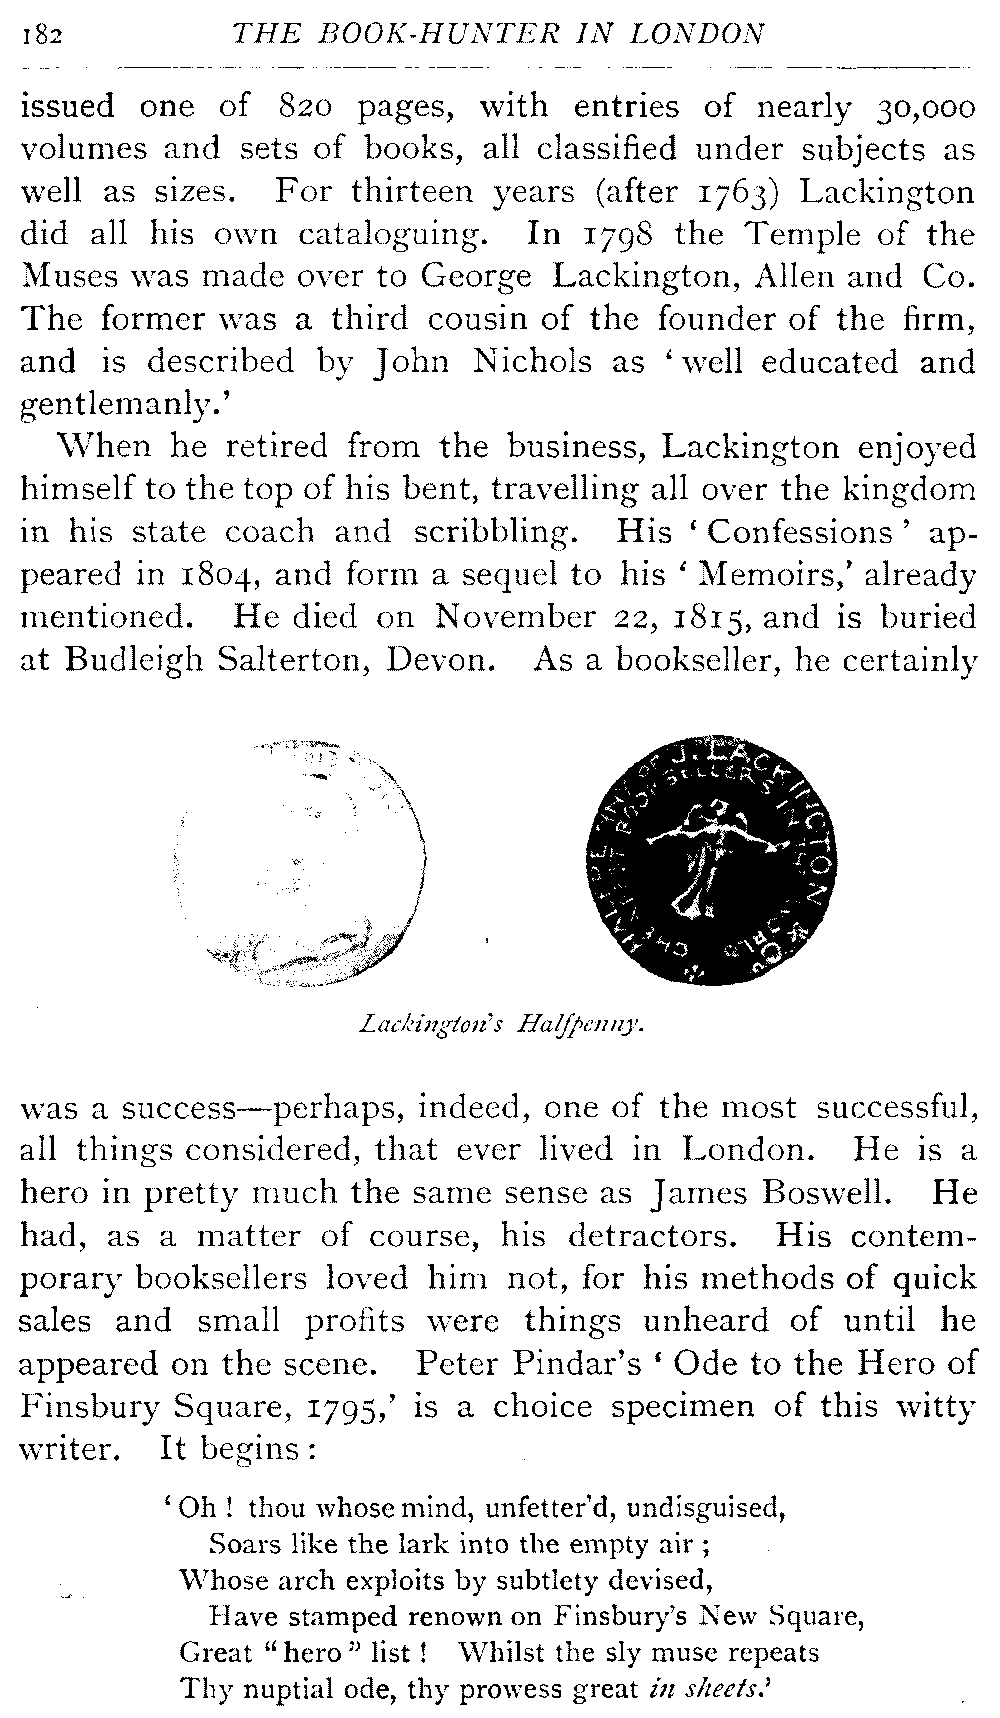 182 THE BOOK-HUNTER IN LONDON
issued one of 820 pages, with entries of nearly 30,000
volumes and sets of books, all classified under subjects as
well as sizes. For thirteen years (after 1763) Lackington
did all his own cataloguing. In 1798 the Temple of the
Muses was made over to George Lackington, Allen and Co.
The former was a third cousin of the founder of the firm,
and is described by John Nichols as ‘well educated and
gentlemanly.’
When he retired from the business, Lackington enjoyed
himself to the top of his bent, travelling all over the kingdom
in his state coach and scribbling. His ‘Confessions’ ap-
peared in 1804, and form a sequel to his ‘Memoirs,’ already
mentioned. He died on November 22, 1815, and is buried
at Budleigh Salterton, Devon. As a bookseller, he certainly
HALFPENNY OF J. LACKINGTON & Co.
CHEAPEST BOOKSELLERS IN THE WORLD
Lackington's Halfpenny.
was a success—perhaps, indeed, one of the most successful,
all things considered, that ever lived in London. He is a
hero in pretty much the same sense as James Boswell. He
had, as a matter of course, his detractors. His contem-
porary booksellers loved him not, for his methods of quick
sales and small profits were things unheard of until he
appeared on the scene. Peter Pindar's ‘Ode to the Hero of
Finsbury Square, 1795,’ is a choice specimen of this witty
writer. It begins:
‘Oh! thou whose mind, unfetter'd, undisguised,
Soars like the lark into the empty air;
Whose arch exploits by subtlety devised,
Have stamped renown on Finsbury's New Square,
Great “hero” list! Whilst the sly muse repeats
Thy nuptial ode, thy prowess great in sheets.’